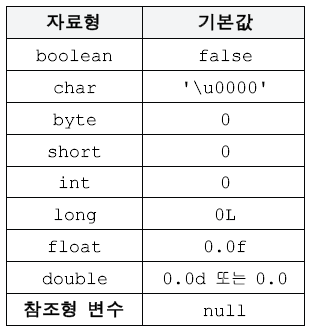 자료형 기본값
boolean false
char '\u0000'
byte 0
short 0
int 0
long 0L
float 0.0f
double 0.0d 또는 0.0
참조형 변수 null